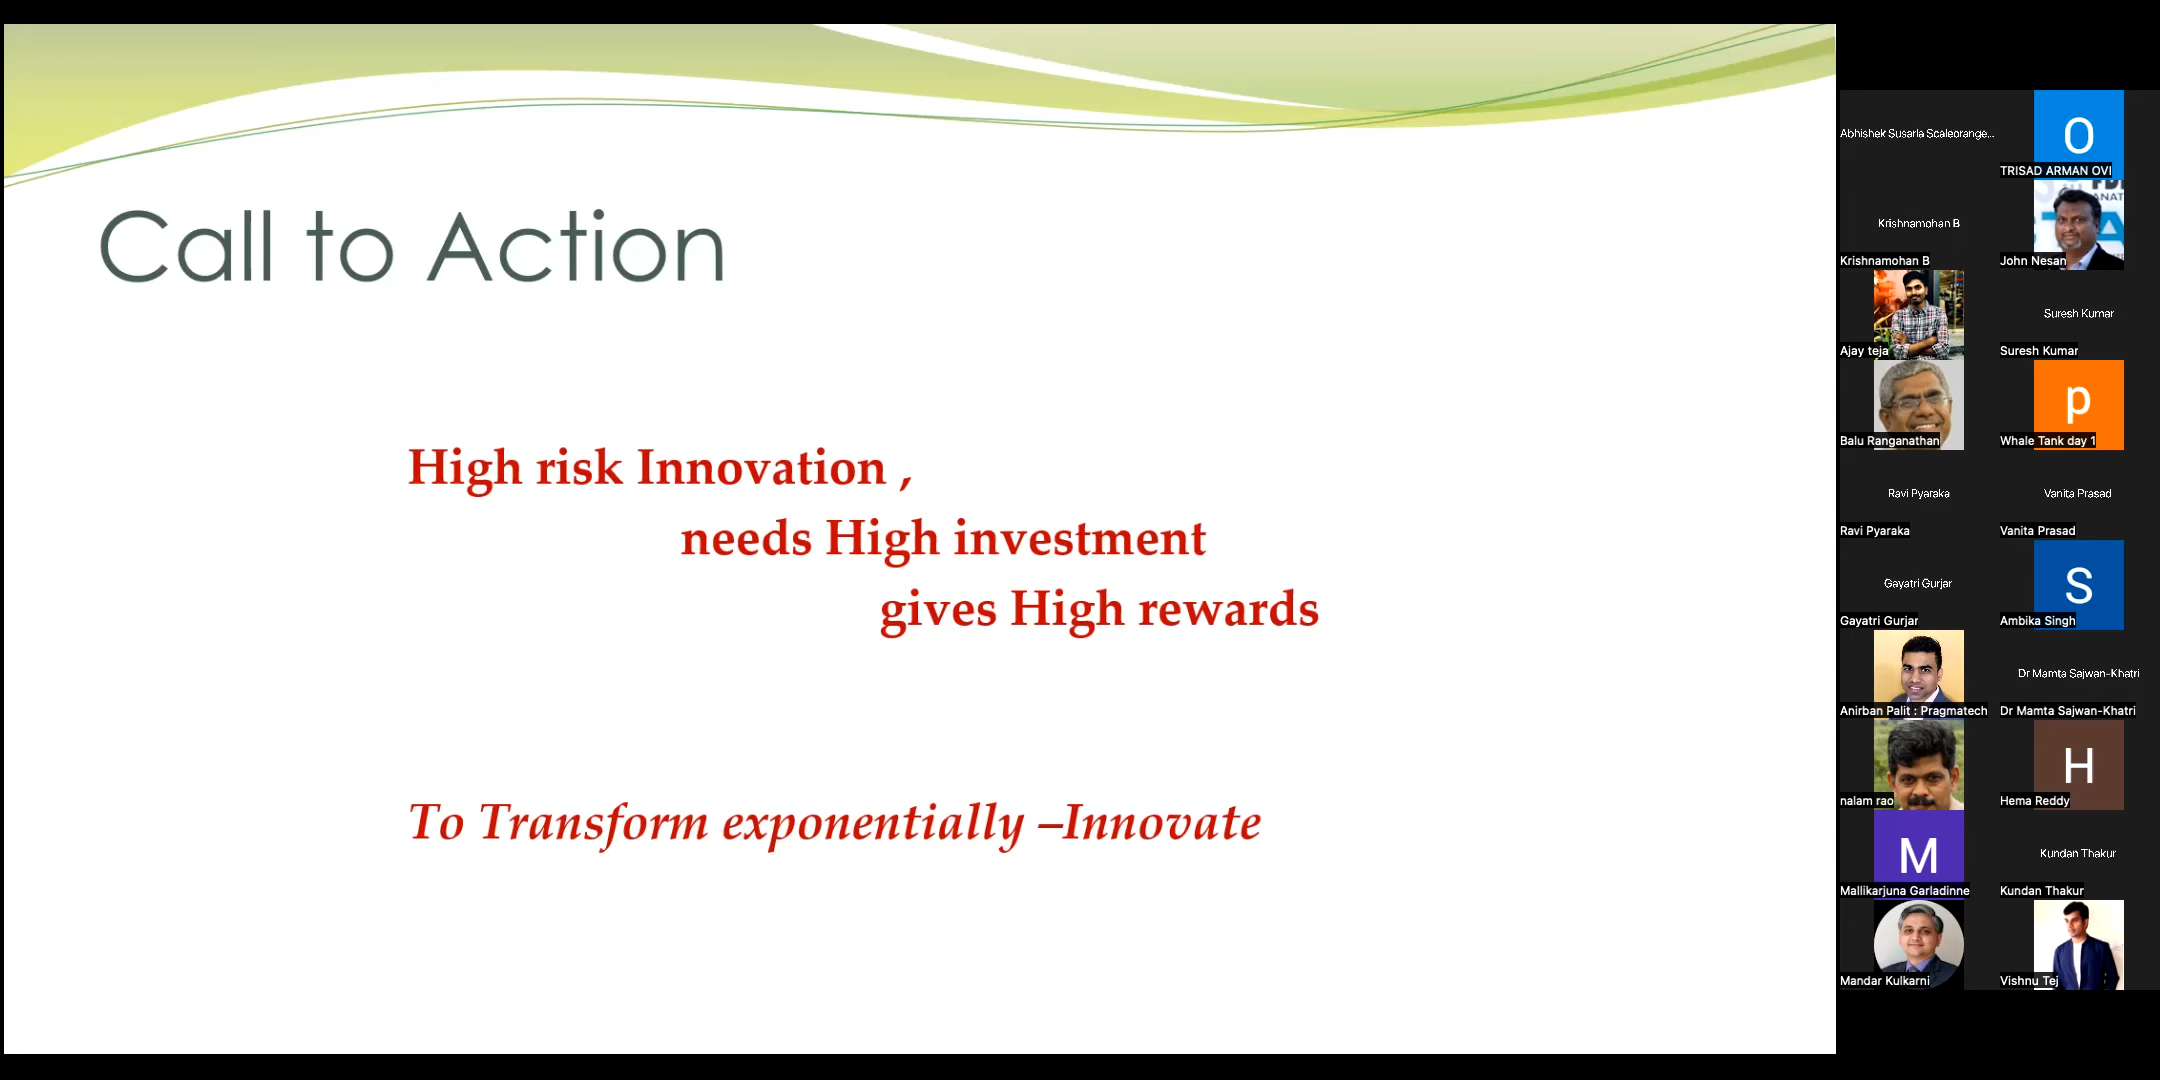 Call to Action
High risk Innovation ,
needs High investment
gives High rewards
To Transform exponentially –Innovate
Abhishek Susarla Scaleorange...
O
TRISAD ARMAN OVI
Krishnamohan B
Krishnamohan B
John Nesan
Ajay teja
Suresh Kumar
Suresh Kumar
Balu Ranganathan
p
Whale Tank day 1
Ravi Pyaraka
Ravi Pyaraka
Vanita Prasad
Vanita Prasad
Gayatri Gurjar
Gayatri Gurjar
S
Ambika Singh
Anirban Palit : Pragmatech
Dr Mamta Sajwan-Khatri
Dr Mamta Sajwan-Khatri
nalam rao
H
Hema Reddy
M
Mallikarjuna Garladinne
Kundan Thakur
Kundan Thakur
Mandar Kulkarni
Vishnu Tej